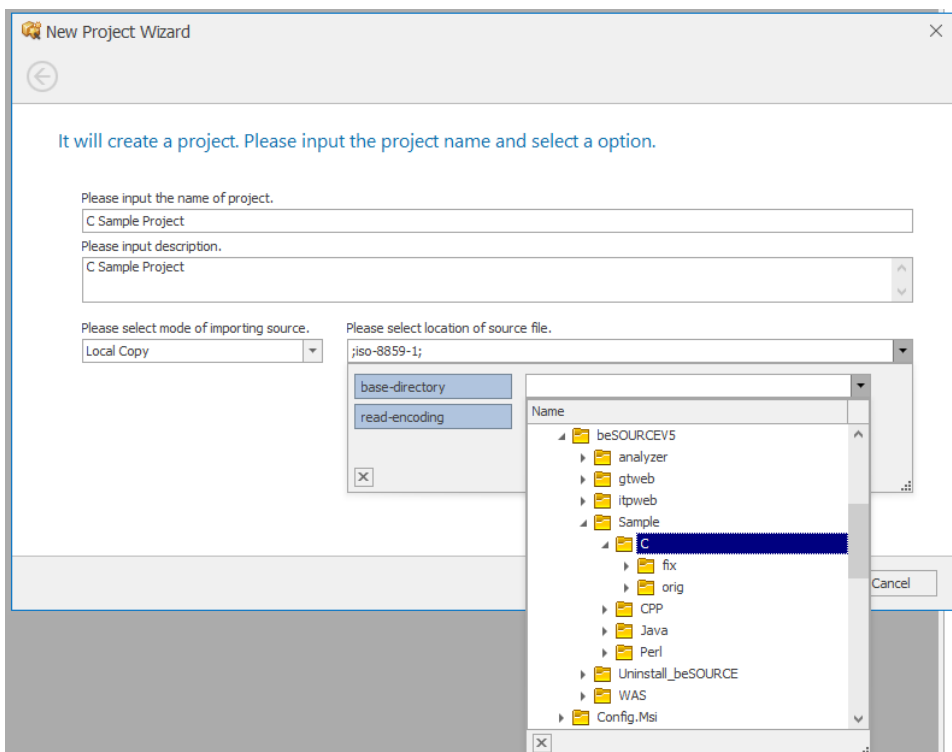 New Project Wizard
It will create a project. Please input the project name and select a option.
Please input the name of project.
C Sample Project
Please input description.
C Sample Project
Please select mode of importing source.
Please select location of source file.
Local Copy
;iso-8859-1;
base-directory
read-encoding
Name
beSOURCEV5
analyzer
gtweb
itpweb
Sample
C
fix
orig
CPP
Java
Perl
Uninstall_beSOURCE
WAS
Config.Msi
Cancel